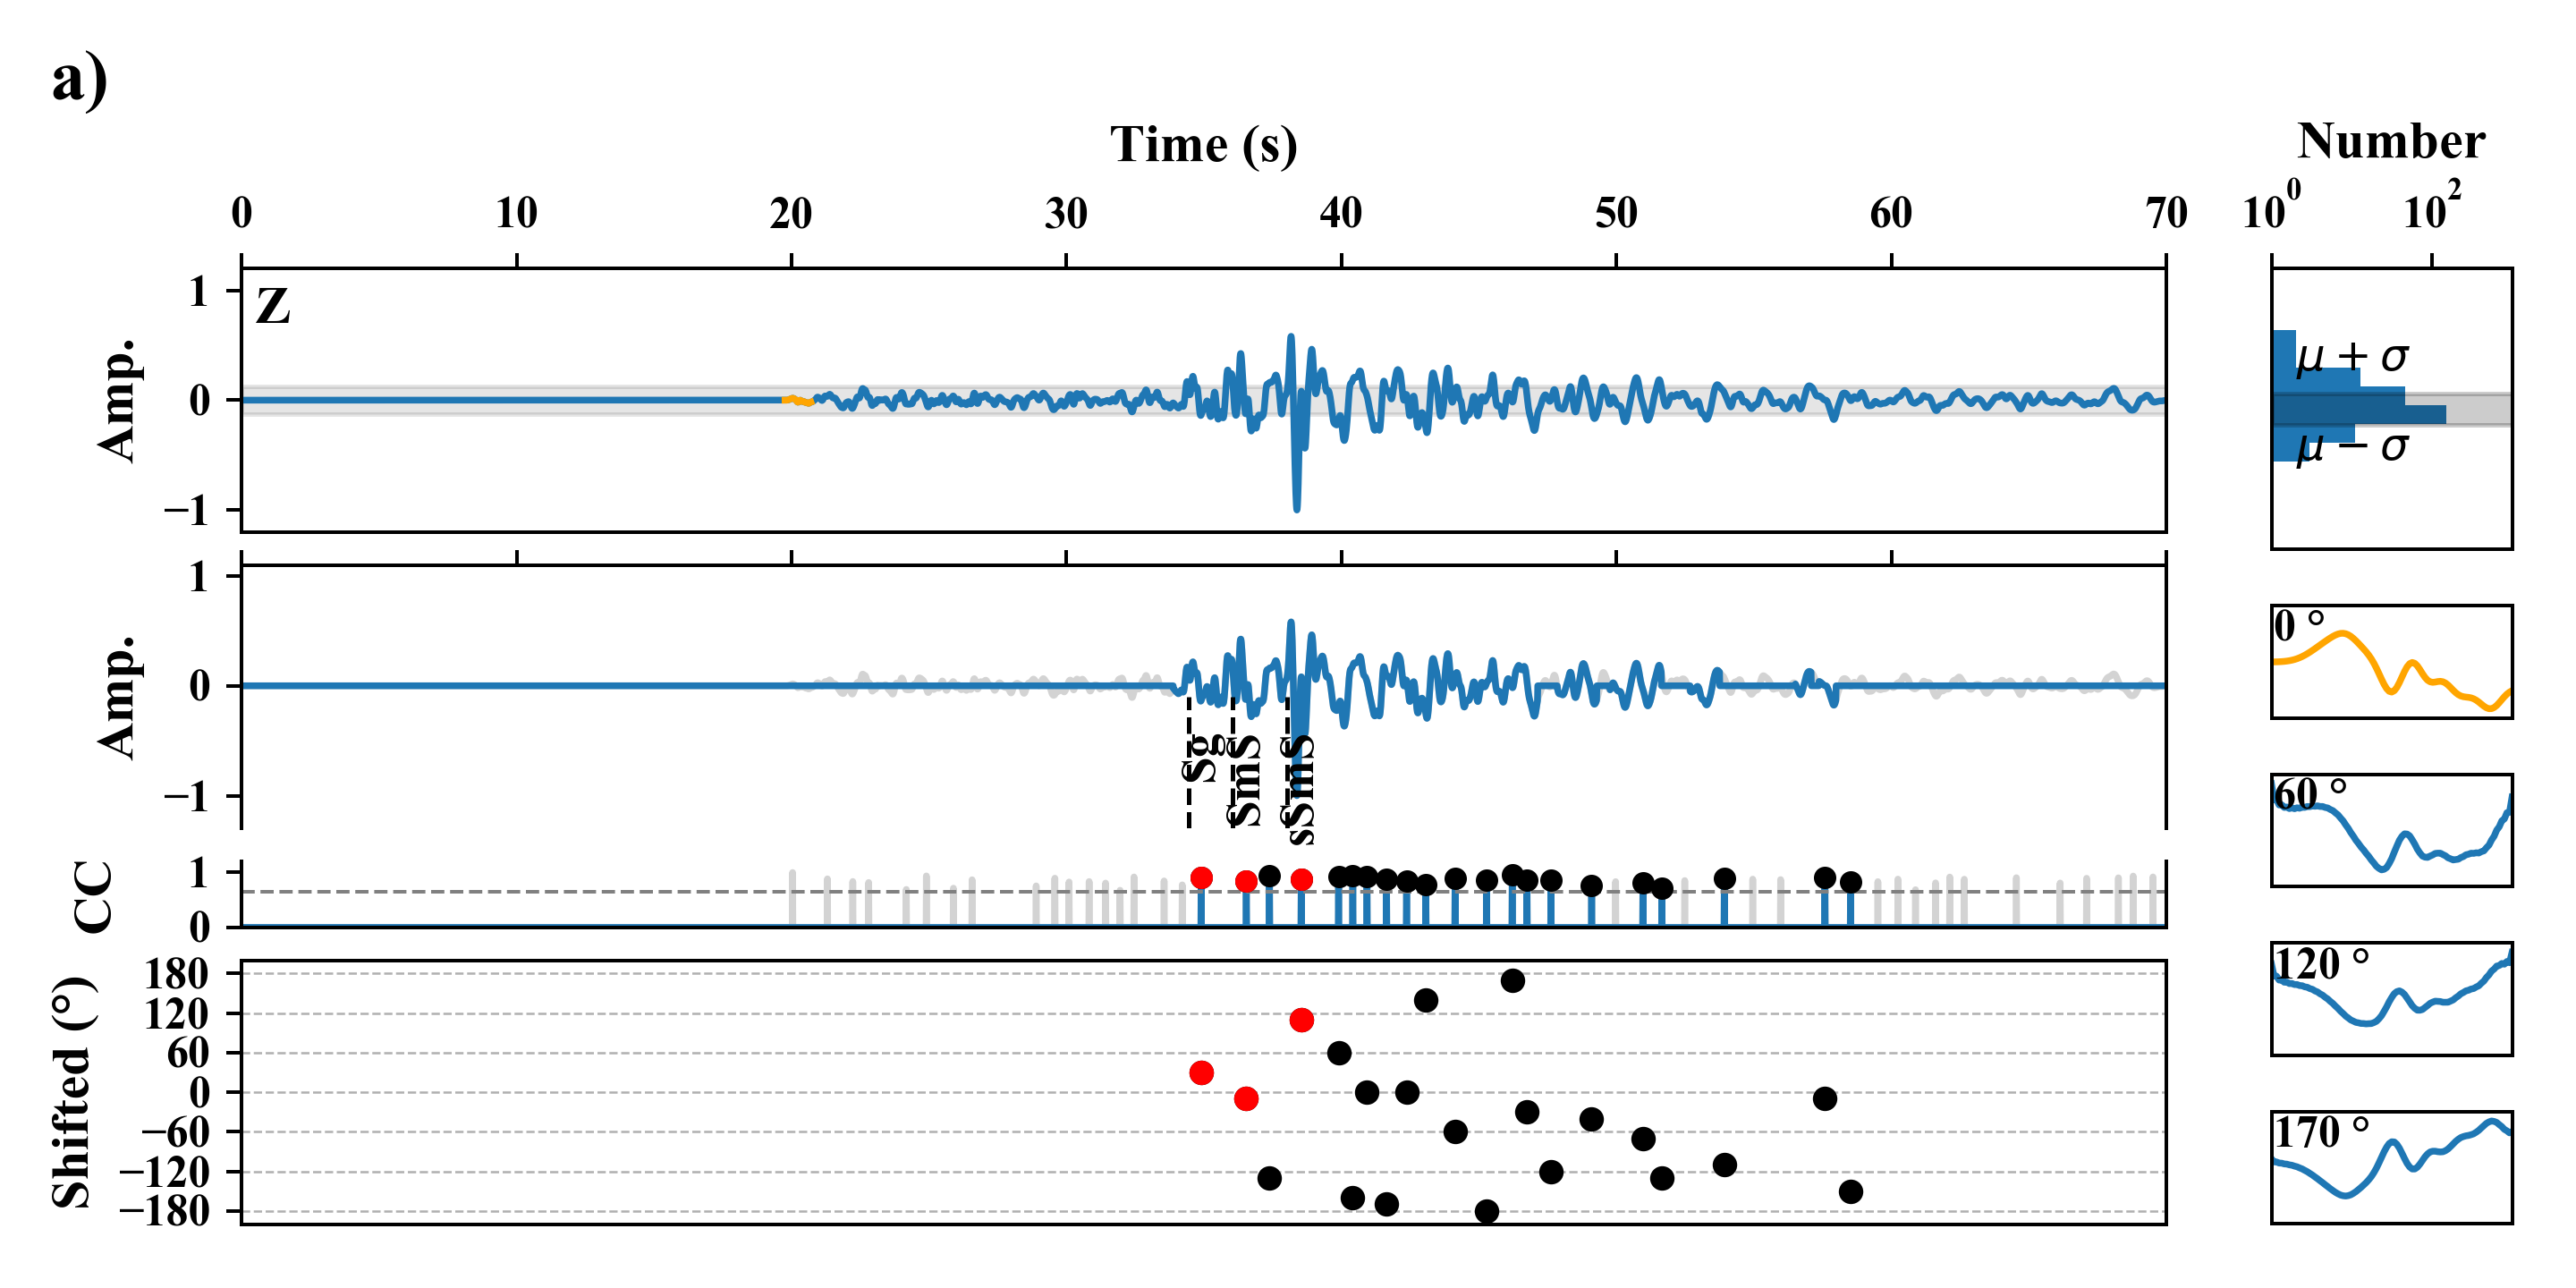 a)
Time (s)
Number
0 10 20 30 40 50 60 70
10^0 10^2
Z
Amp.
1
0
−1
μ + σ
μ − σ
Amp.
1
0
−1
Sg
SmS
sSmS
0 °
60 °
CC
1
0
120 °
Shifted (°)
180
120
60
0
−60
−120
−180
170 °